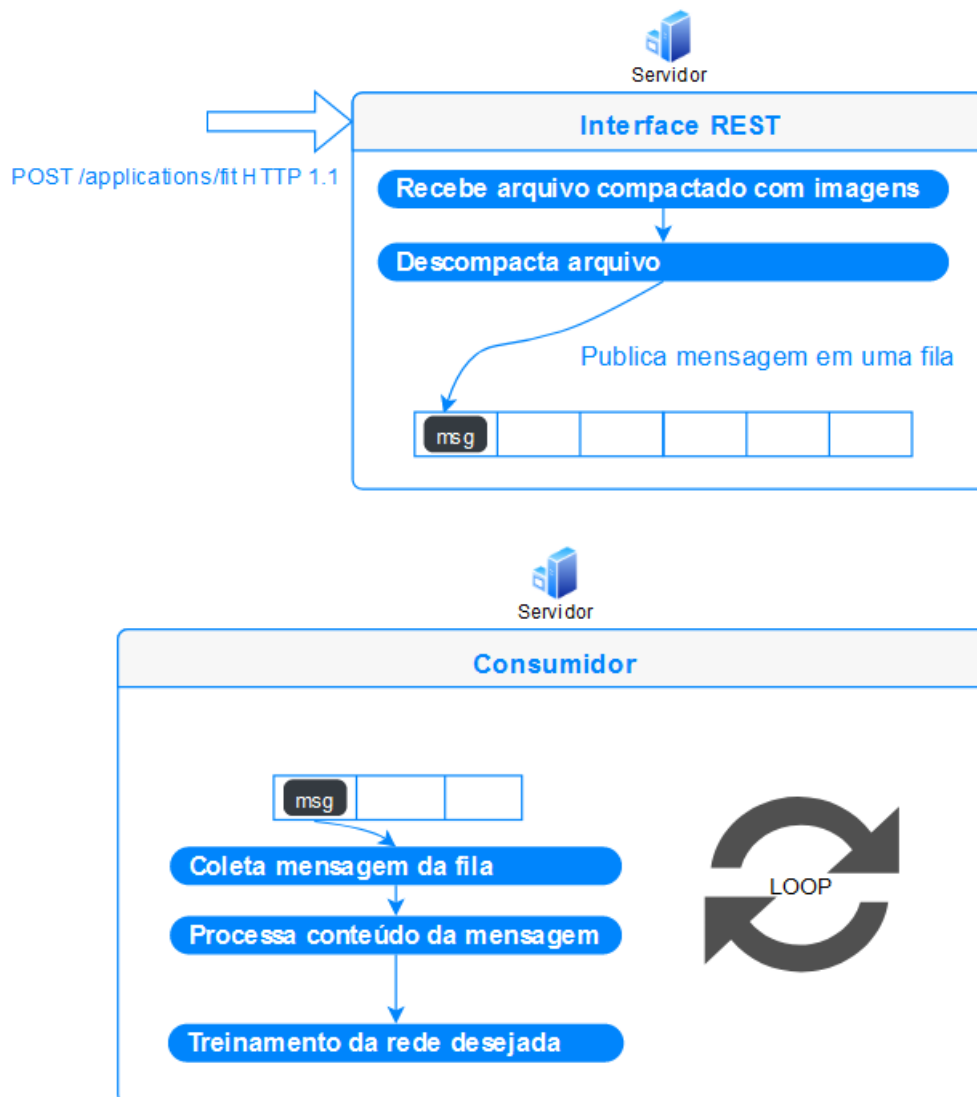 Servidor
Interface REST
POST /applications/fit HTTP 1.1
Recebe arquivo compactado com imagens
Descompacta arquivo
Publica mensagem em uma fila
msg
Servidor
Consumidor
msg
Coleta mensagem da fila
LOOP
Processa conteúdo da mensagem
Treinamento da rede desejada